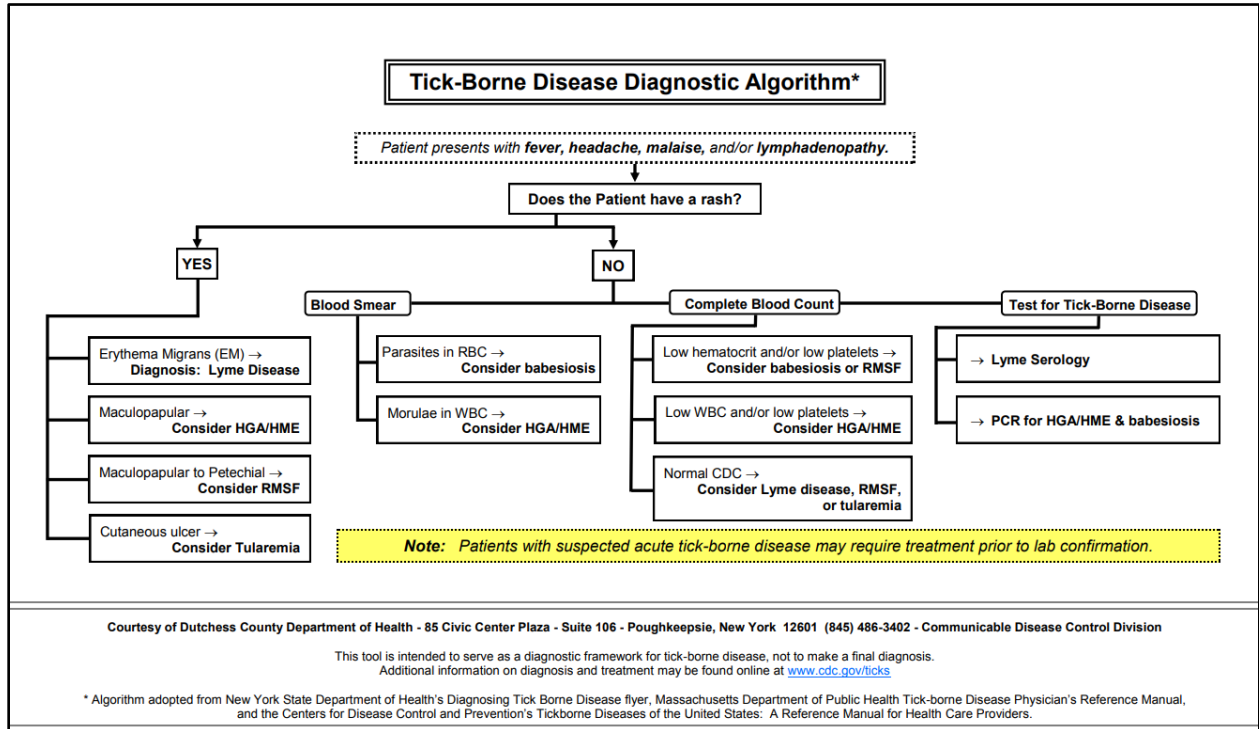 Tick-Borne Disease Diagnostic Algorithm*
Patient presents with fever, headache, malaise, and/or lymphadenopathy.
Does the Patient have a rash?
YES
NO
Erythema Migrans (EM) →
Diagnosis: Lyme Disease
Maculopapular →
Consider HGA/HME
Maculopapular to Petechial →
Consider RMSF
Cutaneous ulcer →
Consider Tularemia
Blood Smear
Parasites in RBC →
Consider babesiosis
Morulae in WBC →
Consider HGA/HME
Complete Blood Count
Low hematocrit and/or low platelets →
Consider babesiosis or RMSF
Low WBC and/or low platelets →
Consider HGA/HME
Normal CDC →
Consider Lyme disease, RMSF,
or tularemia
Test for Tick-Borne Disease
→ Lyme Serology
→ PCR for HGA/HME & babesiosis
Note: Patients with suspected acute tick-borne disease may require treatment prior to lab confirmation.
Courtesy of Dutchess County Department of Health - 85 Civic Center Plaza - Suite 106 - Poughkeepsie, New York 12601 (845) 486-3402 - Communicable Disease Control Division
This tool is intended to serve as a diagnostic framework for tick-borne disease, not to make a final diagnosis.
Additional information on diagnosis and treatment may be found online at www.cdc.gov/ticks
* Algorithm adopted from New York State Department of Health's Diagnosing Tick Borne Disease flyer, Massachusetts Department of Public Health Tick-borne Disease Physician's Reference Manual,
and the Centers for Disease Control and Prevention's Tickborne Diseases of the United States: A Reference Manual for Health Care Providers.